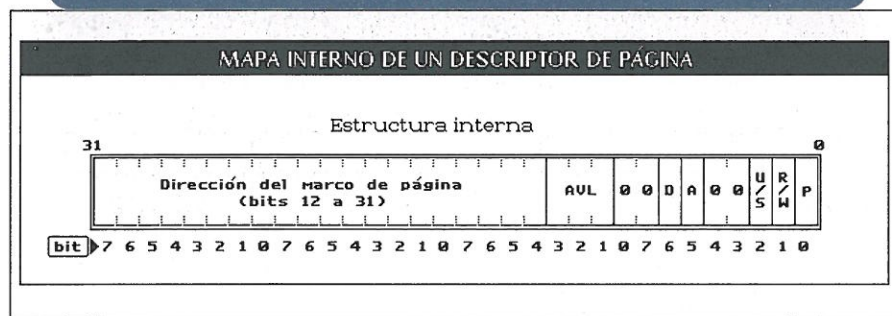 MAPA INTERNO DE UN DESCRIPTOR DE PÁGINA
Estructura interna
31 0
Dirección del marco de página
(bits 12 a 31)
AVL 0 0 D A 0 0 U/S R/W P
bit 7 6 5 4 3 2 1 0 7 6 5 4 3 2 1 0 7 6 5 4 3 2 1 0 7 6 5 4 3 2 1 0